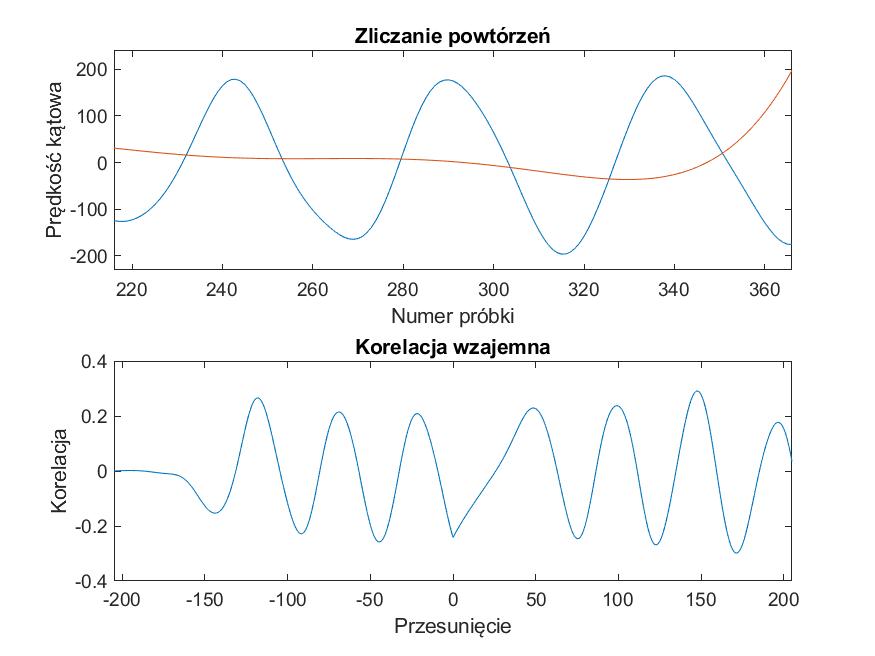 Zliczanie powtórzeń
Prędkość kątowa
200
100
0
-100
-200
220 240 260 280 300 320 340 360
Numer próbki
Korelacja wzajemna
Korelacja
0.4
0.2
0
-0.2
-0.4
-200 -150 -100 -50 0 50 100 150 200
Przesunięcie